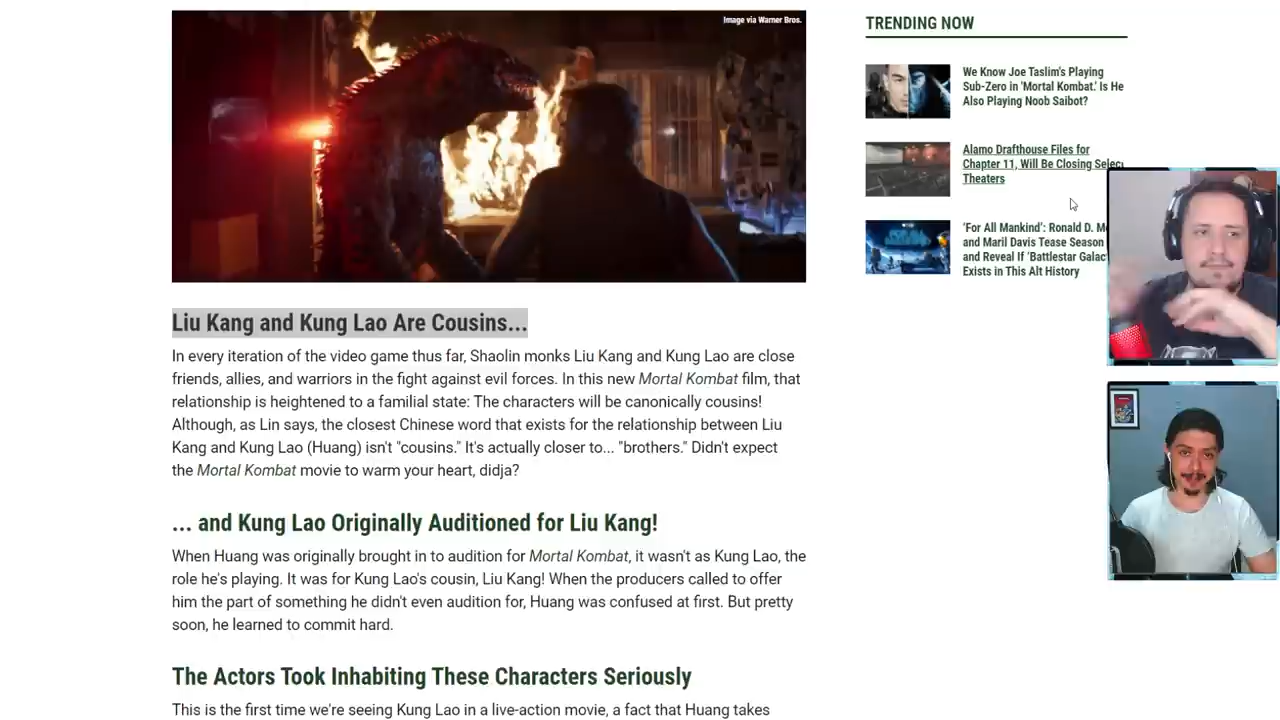 Image via Warner Bros.
Liu Kang and Kung Lao Are Cousins...
In every iteration of the video game thus far, Shaolin monks Liu Kang and Kung Lao are close
friends, allies, and warriors in the fight against evil forces. In this new Mortal Kombat film, that
relationship is heightened to a familial state: The characters will be canonically cousins!
Although, as Lin says, the closest Chinese word that exists for the relationship between Liu
Kang and Kung Lao (Huang) isn't "cousins." It's actually closer to... "brothers." Didn't expect
the Mortal Kombat movie to warm your heart, didja?
... and Kung Lao Originally Auditioned for Liu Kang!
When Huang was originally brought in to audition for Mortal Kombat, it wasn't as Kung Lao, the
role he's playing. It was for Kung Lao's cousin, Liu Kang! When the producers called to offer
him the part of something he didn't even audition for, Huang was confused at first. But pretty
soon, he learned to commit hard.
The Actors Took Inhabiting These Characters Seriously
This is the first time we're seeing Kung Lao in a live-action movie, a fact that Huang takes
TRENDING NOW
We Know Joe Taslim's Playing
Sub-Zero in 'Mortal Kombat.' Is He
Also Playing Noob Saibot?
Alamo Drafthouse Files for
Chapter 11, Will Be Closing Selec
Theaters
'For All Mankind': Ronald D. M
and Maril Davis Tease Season
and Reveal If 'Battlestar Galac
Exists in This Alt History